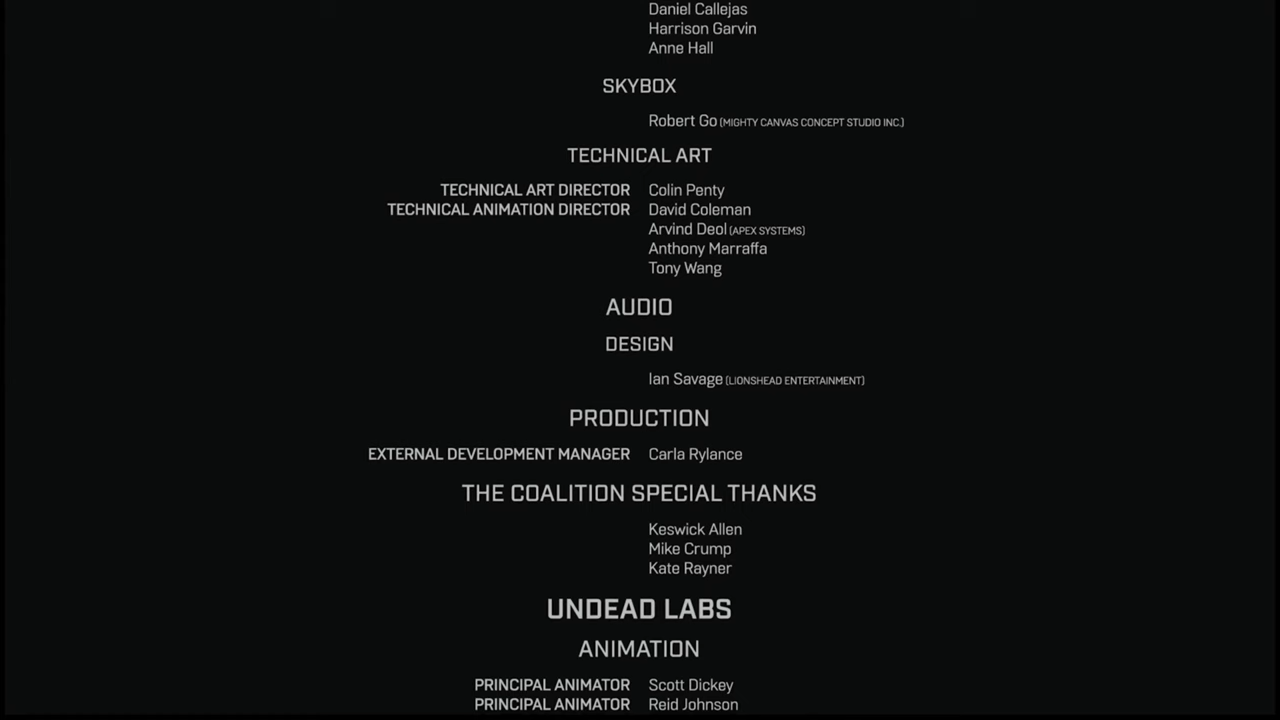 Daniel Callejas
Harrison Garvin
Anne Hall
SKYBOX
Robert Go (MIGHTY CANVAS CONCEPT STUDIO INC.)
TECHNICAL ART
TECHNICAL ART DIRECTOR Colin Penty
TECHNICAL ANIMATION DIRECTOR David Coleman
Arvind Deol (APEX SYSTEMS)
Anthony Marraffa
Tony Wang
AUDIO
DESIGN
Ian Savage (LIONSHEAD ENTERTAINMENT)
PRODUCTION
EXTERNAL DEVELOPMENT MANAGER Carla Rylance
THE COALITION SPECIAL THANKS
Keswick Allen
Mike Crump
Kate Rayner
UNDEAD LABS
ANIMATION
PRINCIPAL ANIMATOR Scott Dickey
PRINCIPAL ANIMATOR Reid Johnson